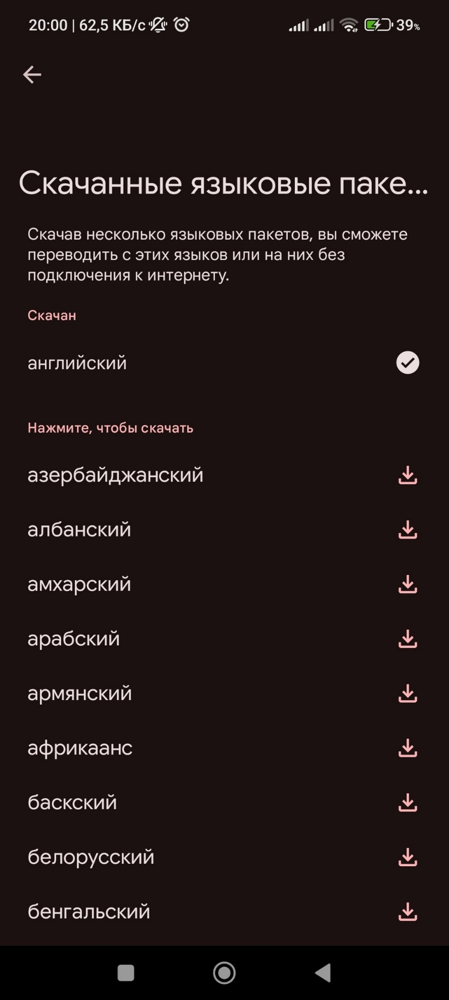 20:00 | 62,5 КБ/с 39%
Скачанные языковые паке...
Скачав несколько языковых пакетов, вы сможете
переводить с этих языков или на них без
подключения к интернету.
Скачан
английский
Нажмите, чтобы скачать
азербайджанский
албанский
амхарский
арабский
армянский
африкаанс
баскский
белорусский
бенгальский